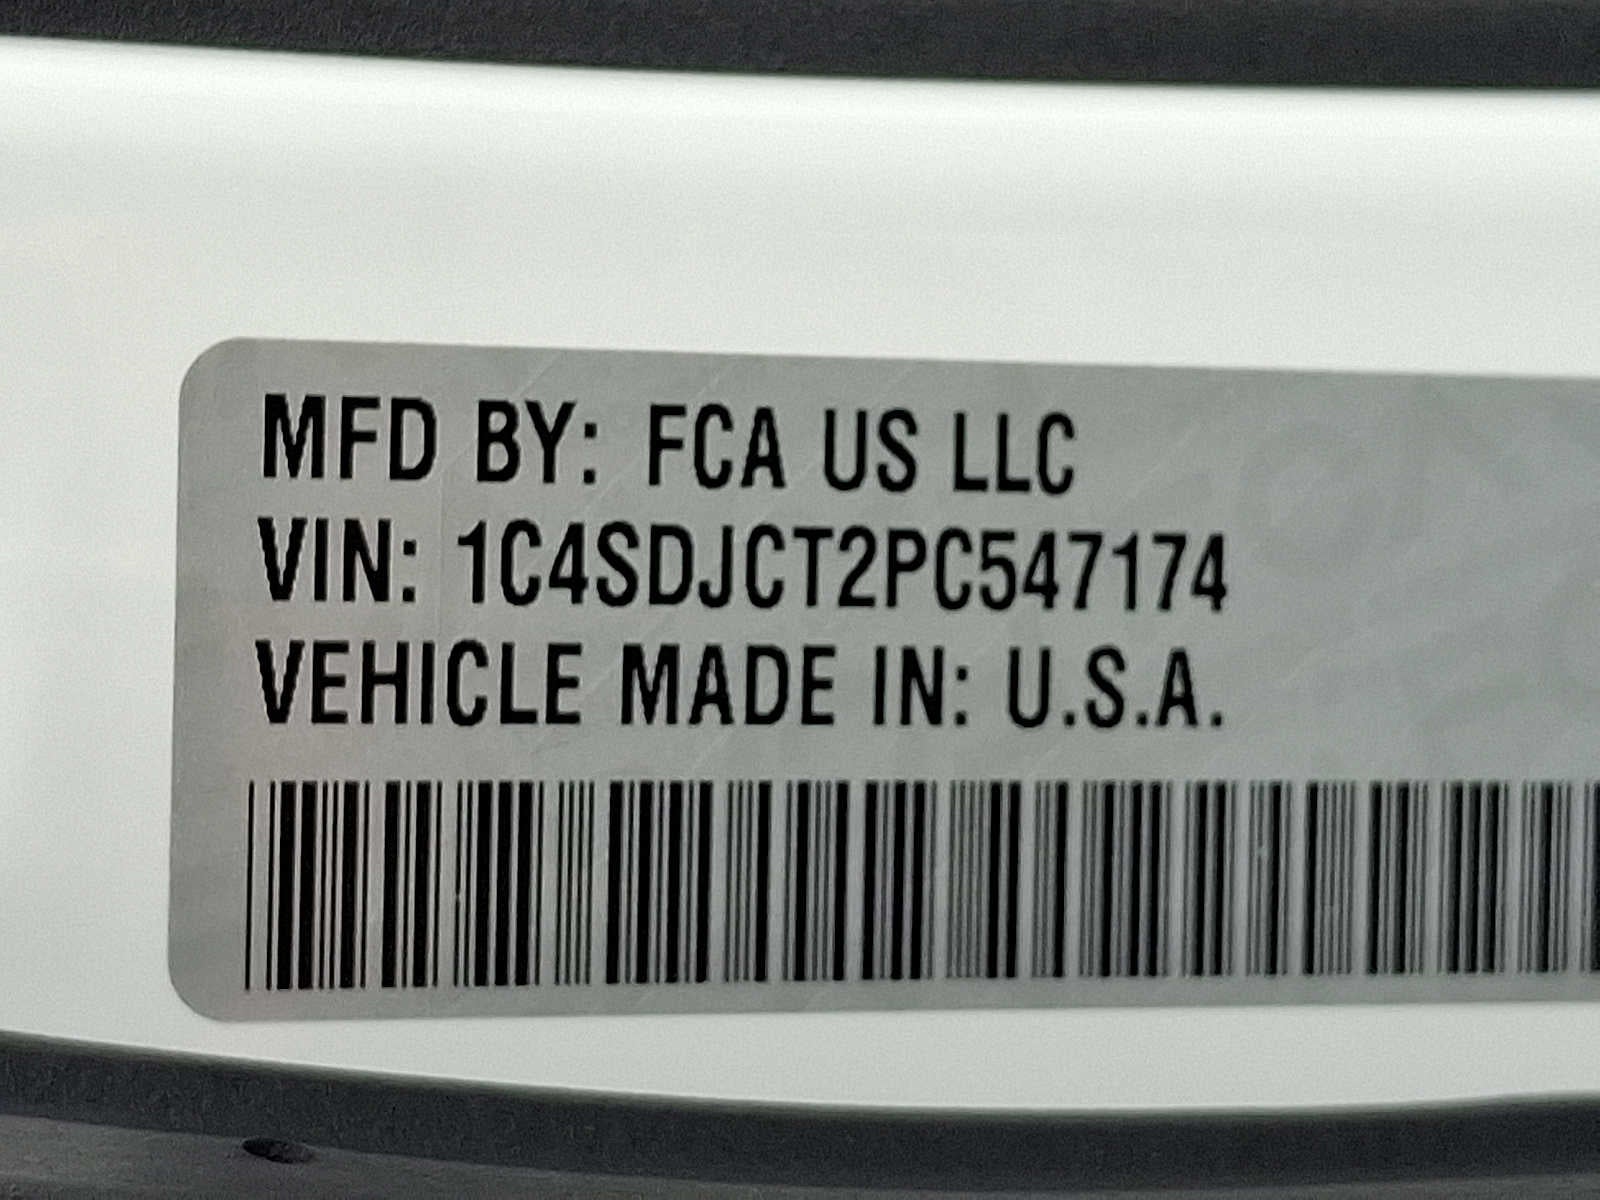 MFD BY: FCA US LLC
VIN: 1C4SDJCT2PC547174
VEHICLE MADE IN: U.S.A.